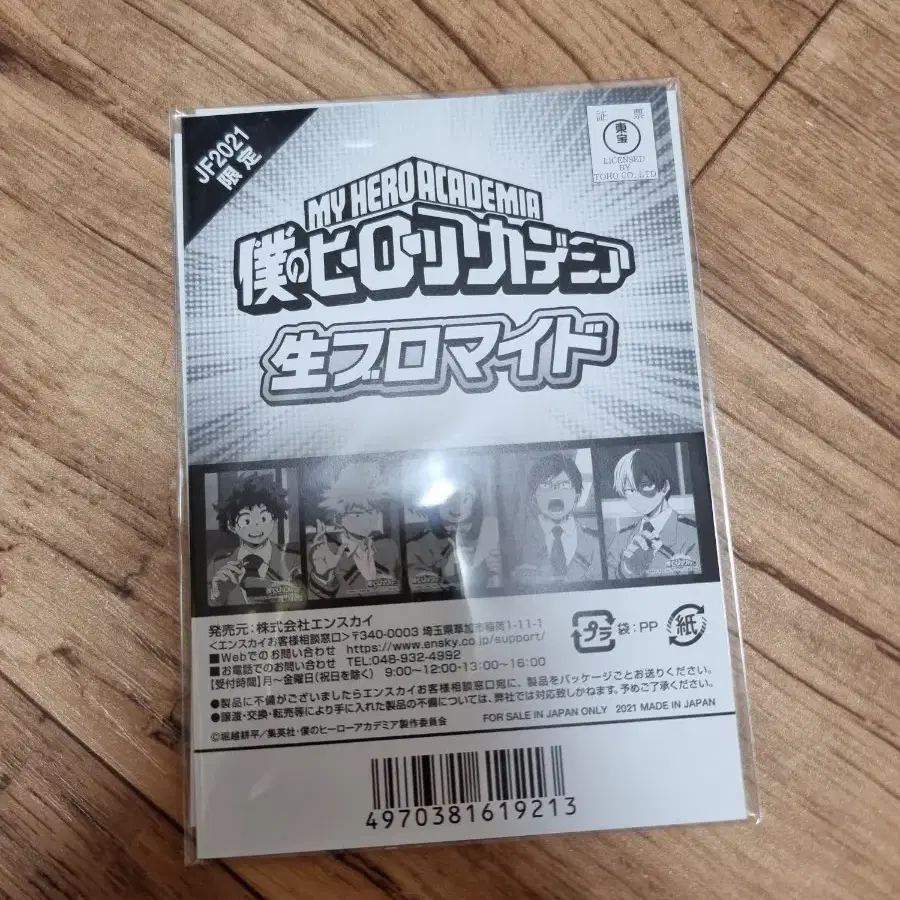 JF2021
限定
証 票
東宝
LICENSED
BY
TOHO CO., LTD
MY HERO ACADEMIA
僕のヒーローアカデミア
生ブロマイド
発売元:株式会社エンスカイ
<エンスカイお客様相談窓口>〒340-0003 埼玉県草加市稲荷1-11-1
■Webでのお問い合わせ https://www.ensky.co.jp/support/
■お電話でのお問い合わせ TEL:048-932-4992
【受付時間】月~金曜日(祝日を除く) 9:00~12:00・13:00~16:00
プラ 袋:PP 紙
●製品に不備がございましたらエンスカイお客様相談窓口宛に、製品をパッケージごとお送りください。
●譲渡・交換・転売等により手に入れた製品の不備については、弊社では対応致しかねます。予めご了承ください。
©堀越耕平/集英社・僕のヒーローアカデミア製作委員会
FOR SALE IN JAPAN ONLY 2021 MADE IN JAPAN
4970381619213